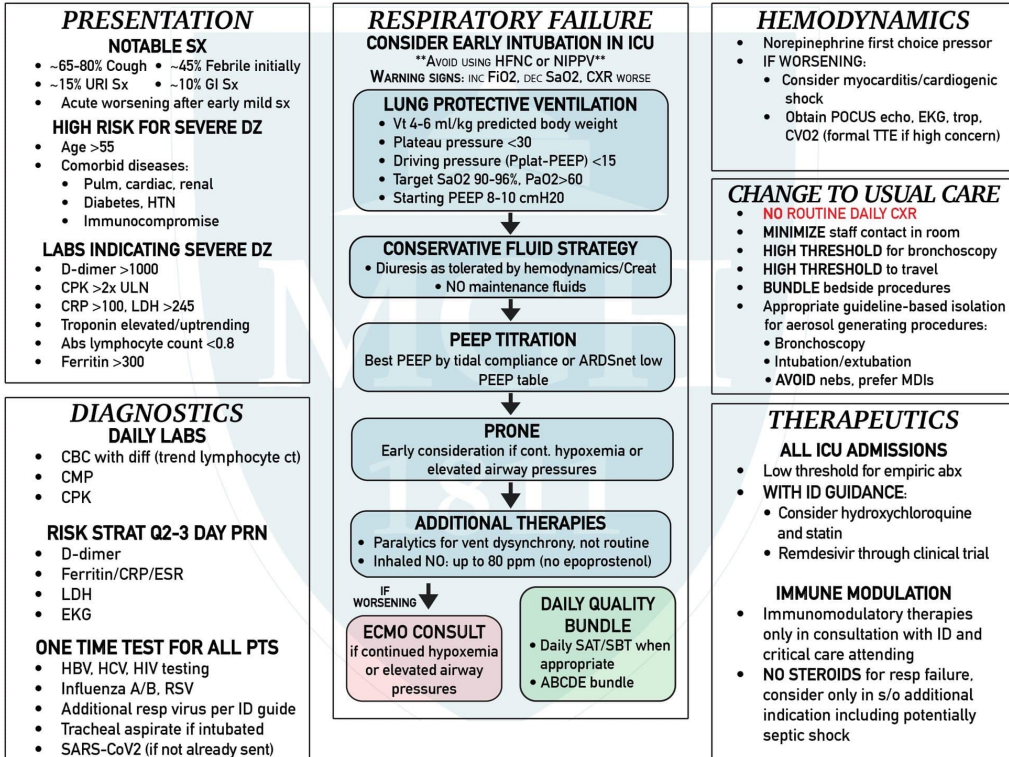 PRESENTATION
NOTABLE SX
• ~65-80% Cough • ~45% Febrile initially
• ~15% URI Sx • ~10% GI Sx
• Acute worsening after early mild sx
HIGH RISK FOR SEVERE DZ
• Age >55
• Comorbid diseases:
• Pulm, cardiac, renal
• Diabetes, HTN
• Immunocompromise
LABS INDICATING SEVERE DZ
• D-dimer >1000
• CPK >2x ULN
• CRP >100, LDH >245
• Troponin elevated/uptrending
• Abs lymphocyte count <0.8
• Ferritin >300
DIAGNOSTICS
DAILY LABS
• CBC with diff (trend lymphocyte ct)
• CMP
• CPK
RISK STRAT Q2-3 DAY PRN
• D-dimer
• Ferritin/CRP/ESR
• LDH
• EKG
ONE TIME TEST FOR ALL PTS
• HBV, HCV, HIV testing
• Influenza A/B, RSV
• Additional resp virus per ID guide
• Tracheal aspirate if intubated
• SARS-CoV2 (if not already sent)
RESPIRATORY FAILURE
CONSIDER EARLY INTUBATION IN ICU
**AVOID USING HFNC OR NIPPV**
WARNING SIGNS: INC FiO2, DEC SaO2, CXR WORSE
LUNG PROTECTIVE VENTILATION
• Vt 4-6 ml/kg predicted body weight
• Plateau pressure <30
• Driving pressure (Pplat-PEEP) <15
• Target SaO2 90-96%, PaO2>60
• Starting PEEP 8-10 cmH20
CONSERVATIVE FLUID STRATEGY
• Diuresis as tolerated by hemodynamics/Creat
• NO maintenance fluids
PEEP TITRATION
Best PEEP by tidal compliance or ARDSnet low
PEEP table
PRONE
Early consideration if cont. hypoxemia or
elevated airway pressures
ADDITIONAL THERAPIES
• Paralytics for vent dysynchrony, not routine
• Inhaled NO: up to 80 ppm (no epoprostenol)
IF
WORSENING
ECMO CONSULT
if continued hypoxemia
or elevated airway
pressures
DAILY QUALITY
BUNDLE
• Daily SAT/SBT when
appropriate
• ABCDE bundle
HEMODYNAMICS
• Norepinephrine first choice pressor
• IF WORSENING:
• Consider myocarditis/cardiogenic
shock
• Obtain POCUS echo, EKG, trop,
CVO2 (formal TTE if high concern)
CHANGE TO USUAL CARE
• NO ROUTINE DAILY CXR
• MINIMIZE staff contact in room
• HIGH THRESHOLD for bronchoscopy
• HIGH THRESHOLD to travel
• BUNDLE bedside procedures
• Appropriate guideline-based isolation
for aerosol generating procedures:
• Bronchoscopy
• Intubation/extubation
• AVOID nebs, prefer MDIs
THERAPEUTICS
ALL ICU ADMISSIONS
• Low threshold for empiric abx
• WITH ID GUIDANCE:
• Consider hydroxychloroquine
and statin
• Remdesivir through clinical trial
IMMUNE MODULATION
• Immunomodulatory therapies
only in consultation with ID and
critical care attending
• NO STEROIDS for resp failure,
consider only in s/o additional
indication including potentially
septic shock
MGH
1811